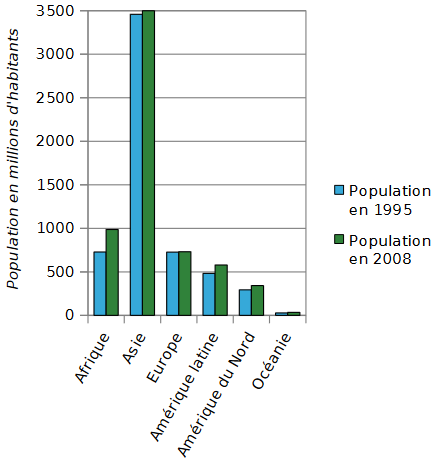 Population en millions d'habitants
3500
3000
2500
2000
1500
1000
500
0
Afrique
Asie
Europe
Amérique latine
Amérique du Nord
Océanie
Population
en 1995
Population
en 2008